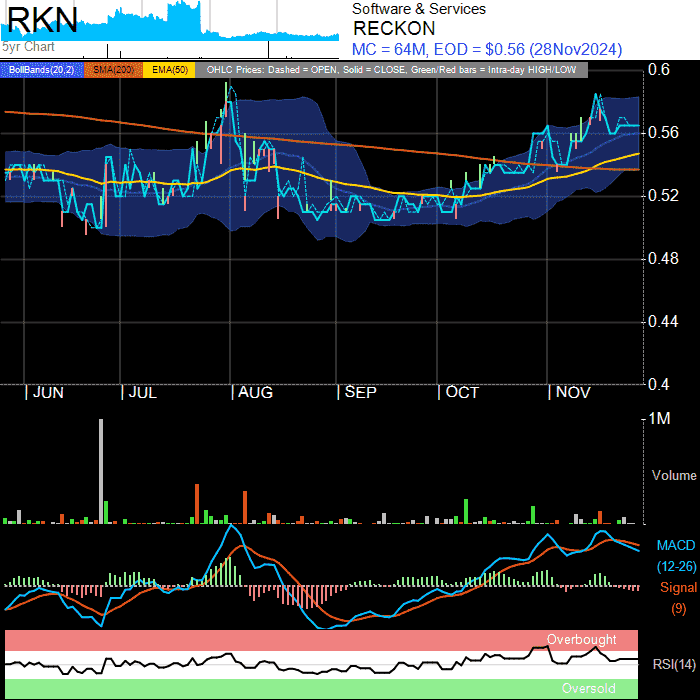 RKN
5yr Chart
Software & Services
RECKON
MC = 64M, EOD = $0.56 (28Nov2024)
BollBands(20,2) SMA(200) EMA(50) OHLC Prices: Dashed = OPEN, Solid = CLOSE, Green/Red bars = Intra-day HIGH/LOW
0.6
0.56
0.52
0.48
0.44
0.4
JUN JUL AUG SEP OCT NOV
1M
Volume
MACD
(12-26)
Signal
(9)
Overbought
RSI(14)
Oversold